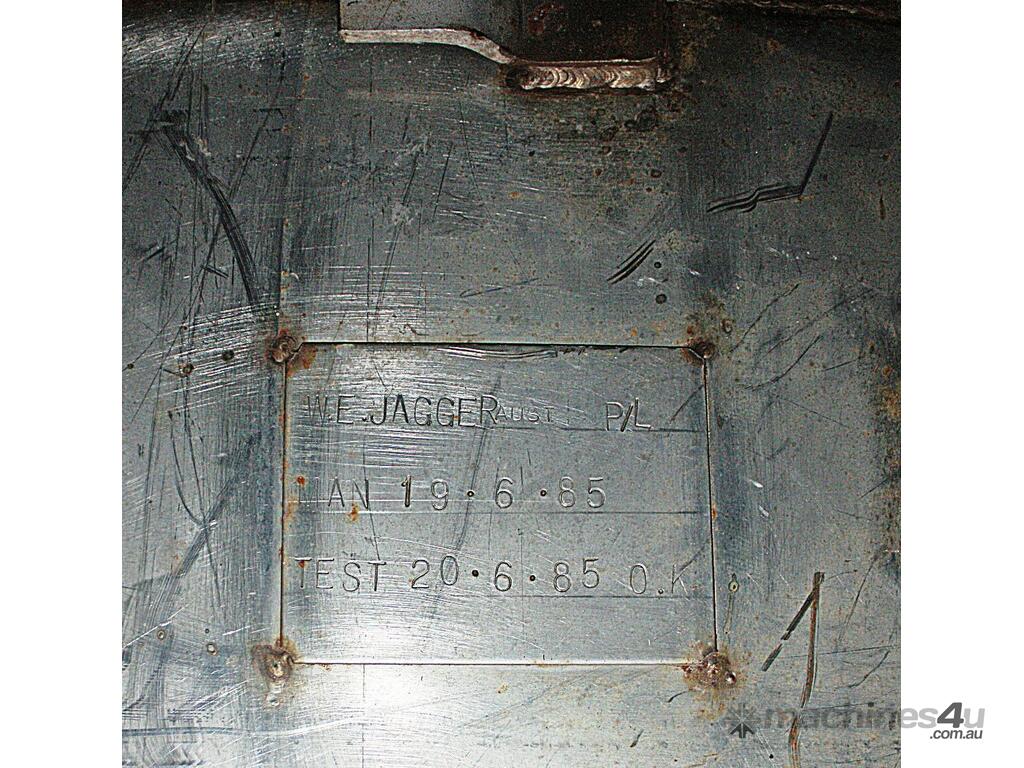 W.E. JAGGER AUST. P/L
MAN 19·6·85
TEST 20·6·85 O.K
machines4u
.com.au